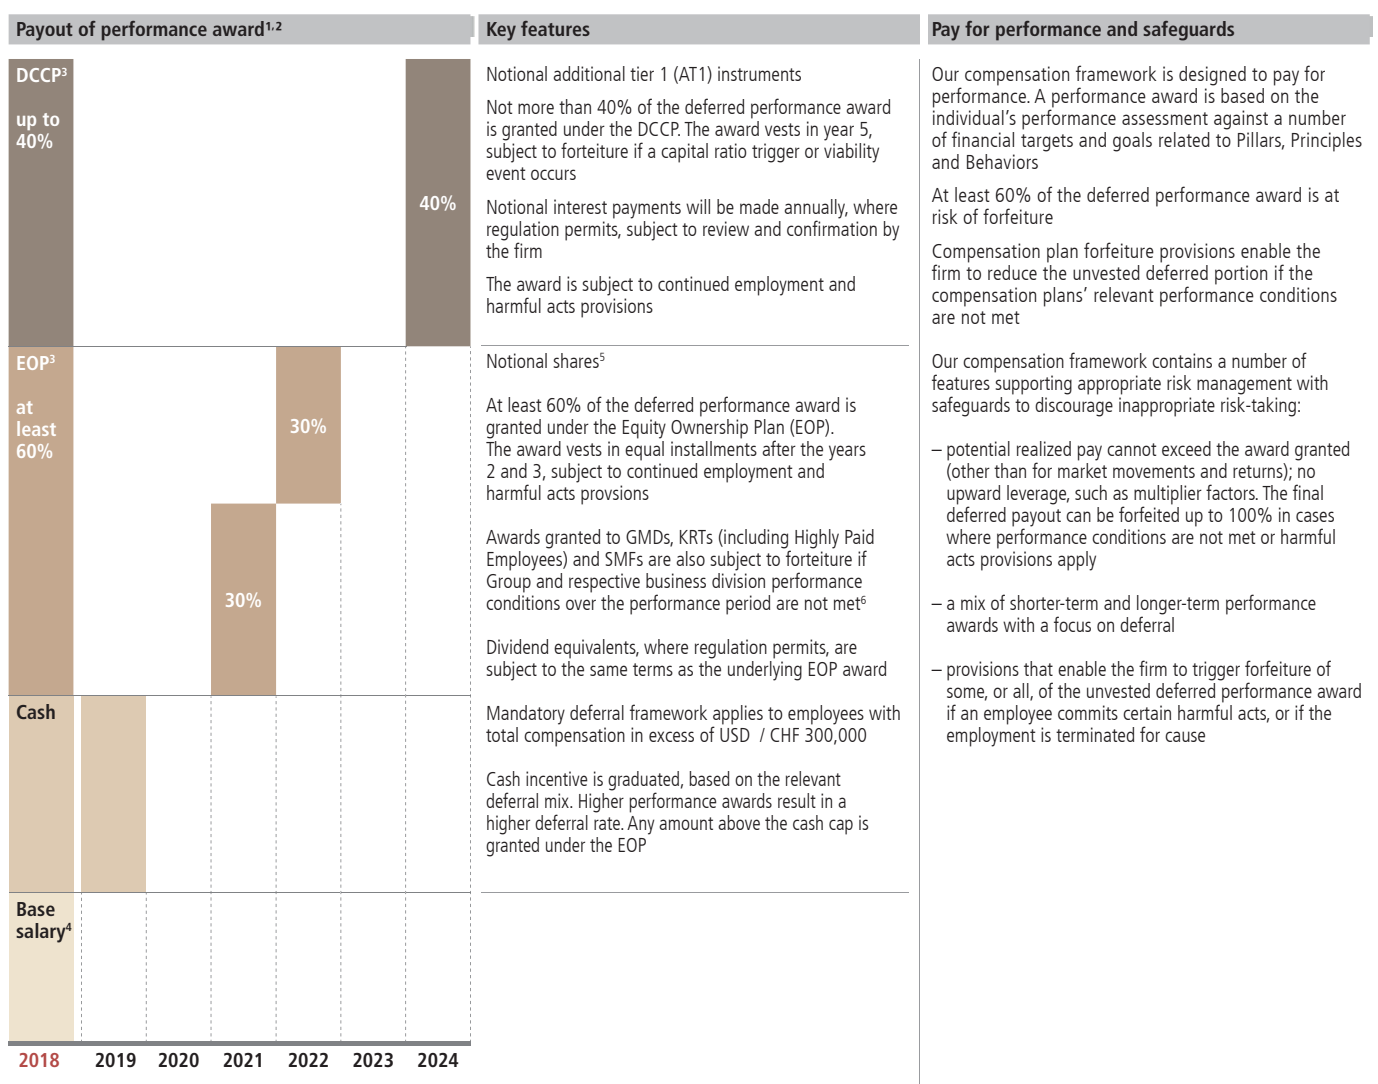 Payout of performance award1,2
DCCP3
up to
40%
40%
EOP3
at
least
60%
30%
30%
Cash
Base
salary4
2018 2019 2020 2021 2022 2023 2024
Key features
Notional additional tier 1 (AT1) instruments
Not more than 40% of the deferred performance award
is granted under the DCCP. The award vests in year 5,
subject to forteiture if a capital ratio trigger or viability
event occurs
Notional interest payments will be made annually, where
regulation permits, subject to review and confirmation by
the firm
The award is subject to continued employment and
harmful acts provisions
Notional shares5
At least 60% of the deferred performance award is
granted under the Equity Ownership Plan (EOP).
The award vests in equal installments after the years
2 and 3, subject to continued employment and
harmful acts provsions
Awards granted to GMDs, KRTs (including Highly Paid
Employees) and SMFs are also subject to forteiture if
Group and respective business division performance
conditions over the performance period are not met6
Dividend equivalents, where regulation permits, are
subject to the same terms as the underlying EOP award
Mandatory deferral framework applies to employees with
total compensation in excess of USD / CHF 300,000
Cash incentive is graduated, based on the relevant
deferral mix. Higher performance awards result in a
higher deferral rate. Any amount above the cash cap is
granted under the EOP
Pay for performance and safeguards
Our compensation framework is designed to pay for
performance. A performance award is based on the
individual’s performance assessment against a number
of financial targets and goals related to Pillars, Principles
and Behaviors
At least 60% of the deferred performance award is at
risk of forfeiture
Compensation plan forfeiture provisions enable the
firm to reduce the unvested deferred portion if the
compensation plans’ relevant performance conditions
are not met
Our compensation framework contains a number of
features supporting appropriate risk management with
safeguards to discourage inappropriate risk-taking:
– potential realized pay cannot exceed the award granted
(other than for market movements and returns); no
upward leverage, such as multiplier factors. The final
deferred payout can be forfeited up to 100% in cases
where performance conditions are not met or harmful
acts provisions apply
– a mix of shorter-term and longer-term performance
awards with a focus on deferral
– provisions that enable the firm to trigger forfeiture of
some, or all, of the unvested deferred performance award
if an employee commits certain harmful acts, or if the
employment is terminated for cause